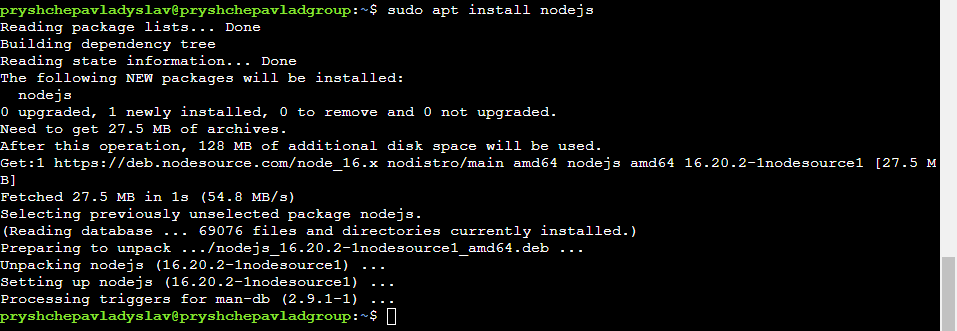 pryshchepavladyslav@pryshchepavladgroup:~$ sudo apt install nodejs
Reading package lists... Done
Building dependency tree
Reading state information... Done
The following NEW packages will be installed:
  nodejs
0 upgraded, 1 newly installed, 0 to remove and 0 not upgraded.
Need to get 27.5 MB of archives.
After this operation, 128 MB of additional disk space will be used.
Get:1 https://deb.nodesource.com/node_16.x nodistro/main amd64 nodejs amd64 16.20.2-1nodesource1 [27.5 M
B]
Fetched 27.5 MB in 1s (54.8 MB/s)
Selecting previously unselected package nodejs.
(Reading database ... 69076 files and directories currently installed.)
Preparing to unpack .../nodejs_16.20.2-1nodesource1_amd64.deb ...
Unpacking nodejs (16.20.2-1nodesource1) ...
Setting up nodejs (16.20.2-1nodesource1) ...
Processing triggers for man-db (2.9.1-1) ...
pryshchepavladyslav@pryshchepavladgroup:~$